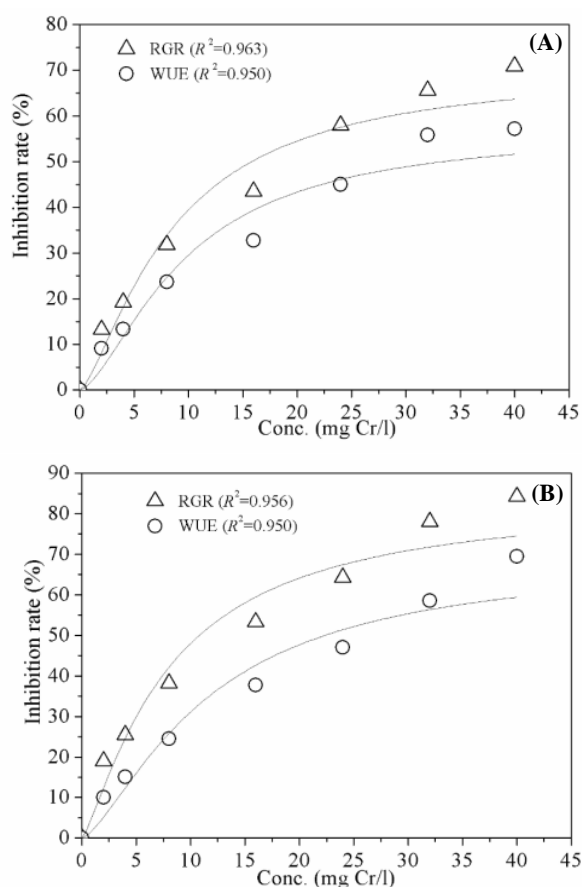 (A)
RGR (R²=0.963)
WUE (R²=0.950)
Inhibition rate (%)
80
70
60
50
40
30
20
10
0
0 5 10 15 20 25 30 35 40 45
Conc. (mg Cr/l)
(B)
RGR (R²=0.956)
WUE (R²=0.950)
Inhibition rate (%)
90
80
70
60
50
40
30
20
10
0
0 5 10 15 20 25 30 35 40 45
Conc. (mg Cr/l)